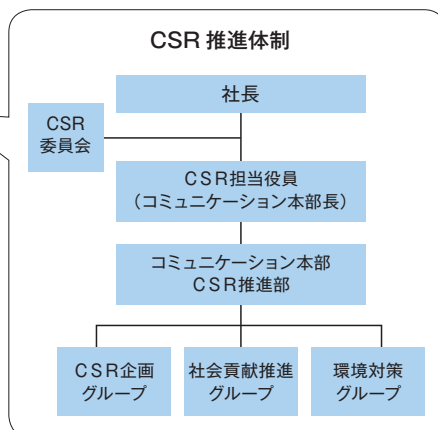 CSR 推進体制
社長
CSR
委員会
CSR担当役員
（コミュニケーション本部長）
コミュニケーション本部
CSR推進部
CSR企画
グループ
社会貢献推進
グループ
環境対策
グループ